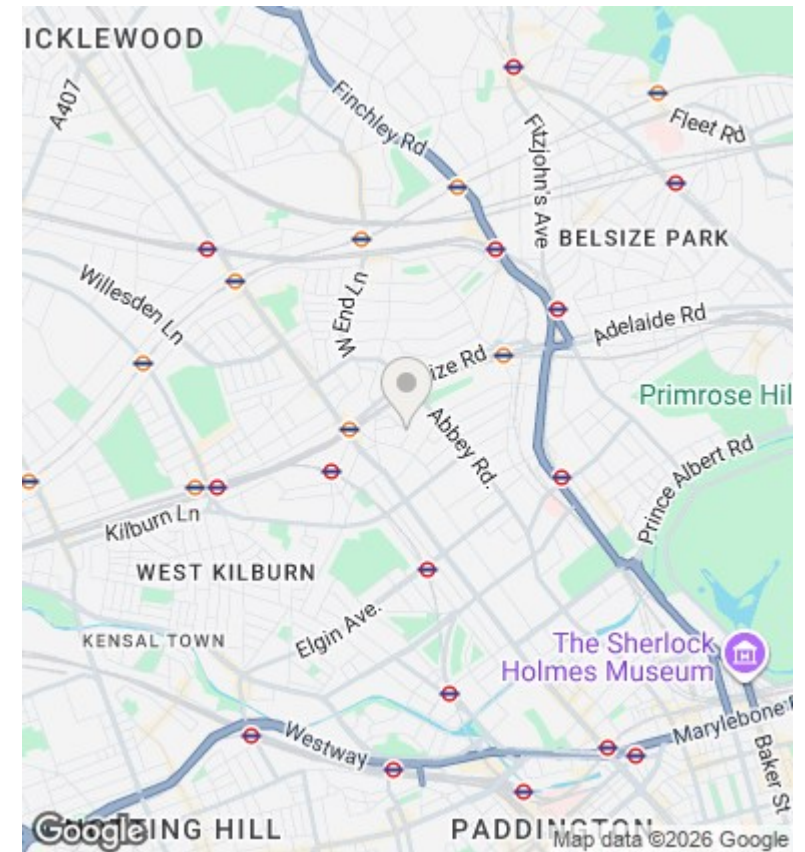 ICKLEWOOD
A407
Finchley Rd
Fitzjohn's Ave
Fleet Rd
BELSIZE PARK
Willesden Ln
W End Ln
Adelaide Rd
ize Rd
Primrose Hil
Abbey Rd.
Prince Albert Rd
Kilburn Ln
WEST KILBURN
Elgin Ave.
KENSAL TOWN
The Sherlock
Holmes Museum
Westway
Marylebone
Baker St
Google
TING HILL
PADDINGTON
Map data ©2026 Google